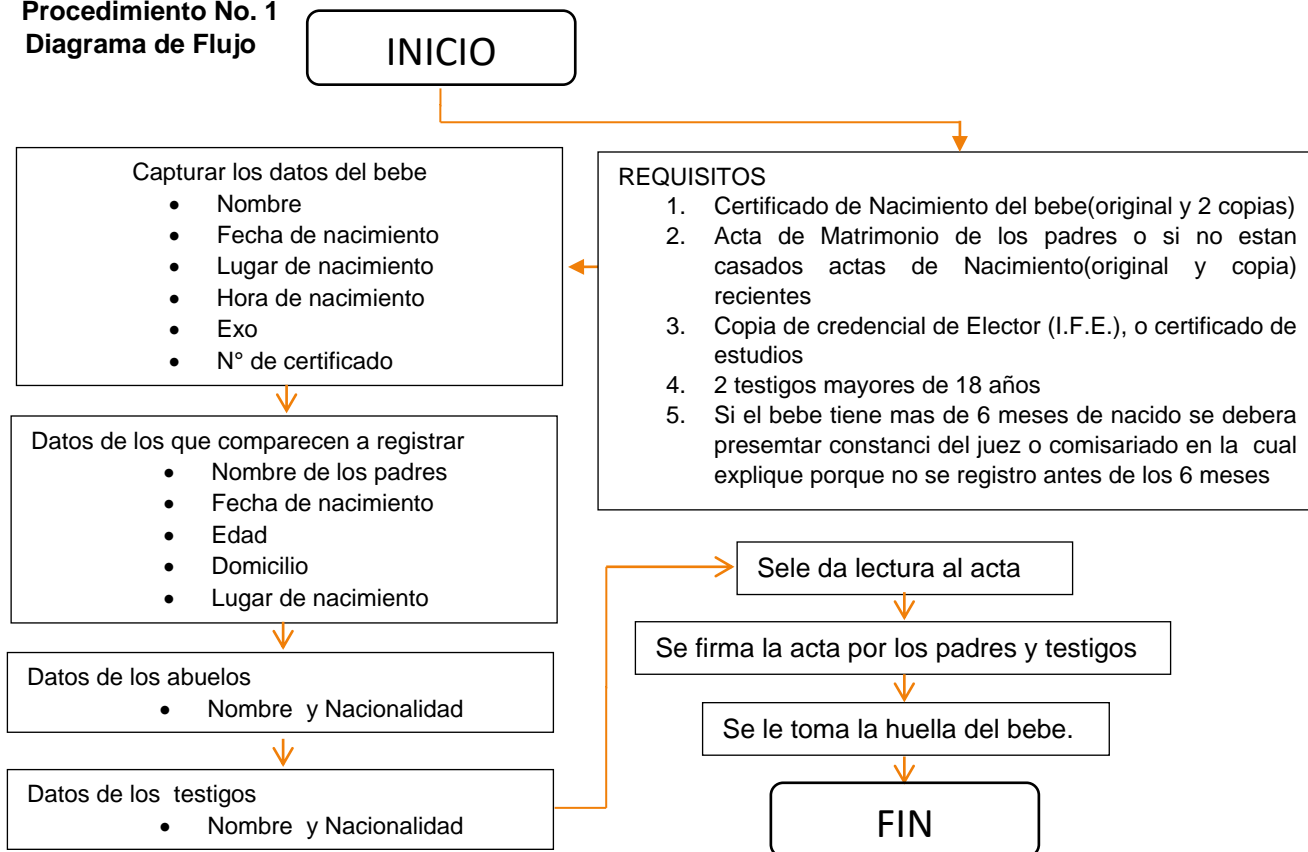 Procedimiento No. 1
Diagrama de Flujo
INICIO
REQUISITOS
1. Certificado de Nacimiento del bebe(original y 2 copias)
2. Acta de Matrimonio de los padres o si no estan
casados actas de Nacimiento(original y copia)
recientes
3. Copia de credencial de Elector (I.F.E.), o certificado de
estudios
4. 2 testigos mayores de 18 años
5. Si el bebe tiene mas de 6 meses de nacido se debera
presemtar constanci del juez o comisariado en la cual
explique porque no se registro antes de los 6 meses
Capturar los datos del bebe
• Nombre
• Fecha de nacimiento
• Lugar de nacimiento
• Hora de nacimiento
• Exo
• N° de certificado
Datos de los que comparecen a registrar
• Nombre de los padres
• Fecha de nacimiento
• Edad
• Domicilio
• Lugar de nacimiento
Datos de los abuelos
• Nombre y Nacionalidad
Datos de los testigos
• Nombre y Nacionalidad
Sele da lectura al acta
Se firma la acta por los padres y testigos
Se le toma la huella del bebe.
FIN